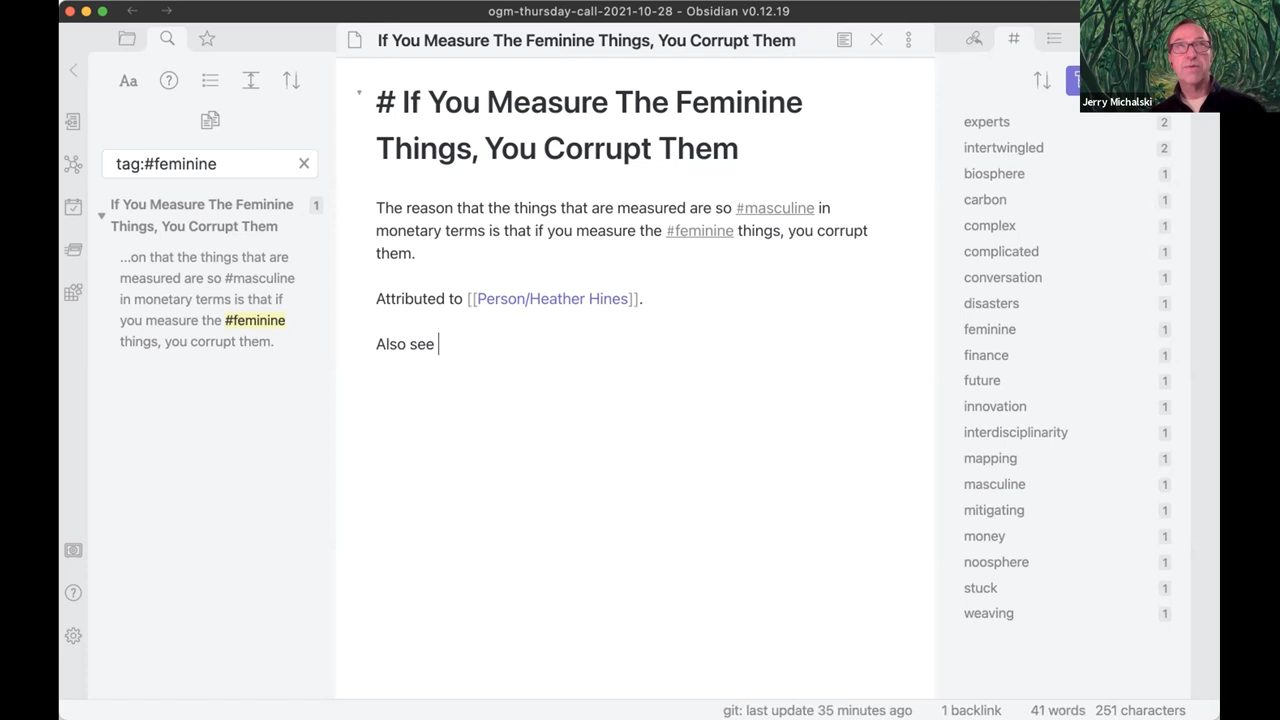 ogm-thursday-call-2021-10-28 - Obsidian v0.12.19
If You Measure The Feminine Things, You Corrupt Them
Jerry Michalski
Aa
tag:#feminine
If You Measure The Feminine
Things, You Corrupt Them
1
...on that the things that are
measured are so #masculine
in monetary terms is that if
you measure the #feminine
things, you corrupt them.
# If You Measure The Feminine
Things, You Corrupt Them
The reason that the things that are measured are so #masculine in
monetary terms is that if you measure the #feminine things, you corrupt
them.
Attributed to [[Person/Heather Hines]].
Also see
experts 2
intertwingled 2
biosphere 1
carbon 1
complex 1
complicated 1
conversation 1
disasters 1
feminine 1
finance 1
future 1
innovation 1
interdisciplinarity 1
mapping 1
masculine 1
mitigating 1
money 1
noosphere 1
stuck 1
weaving 1
git: last update 35 minutes ago 1 backlink 41 words 251 characters